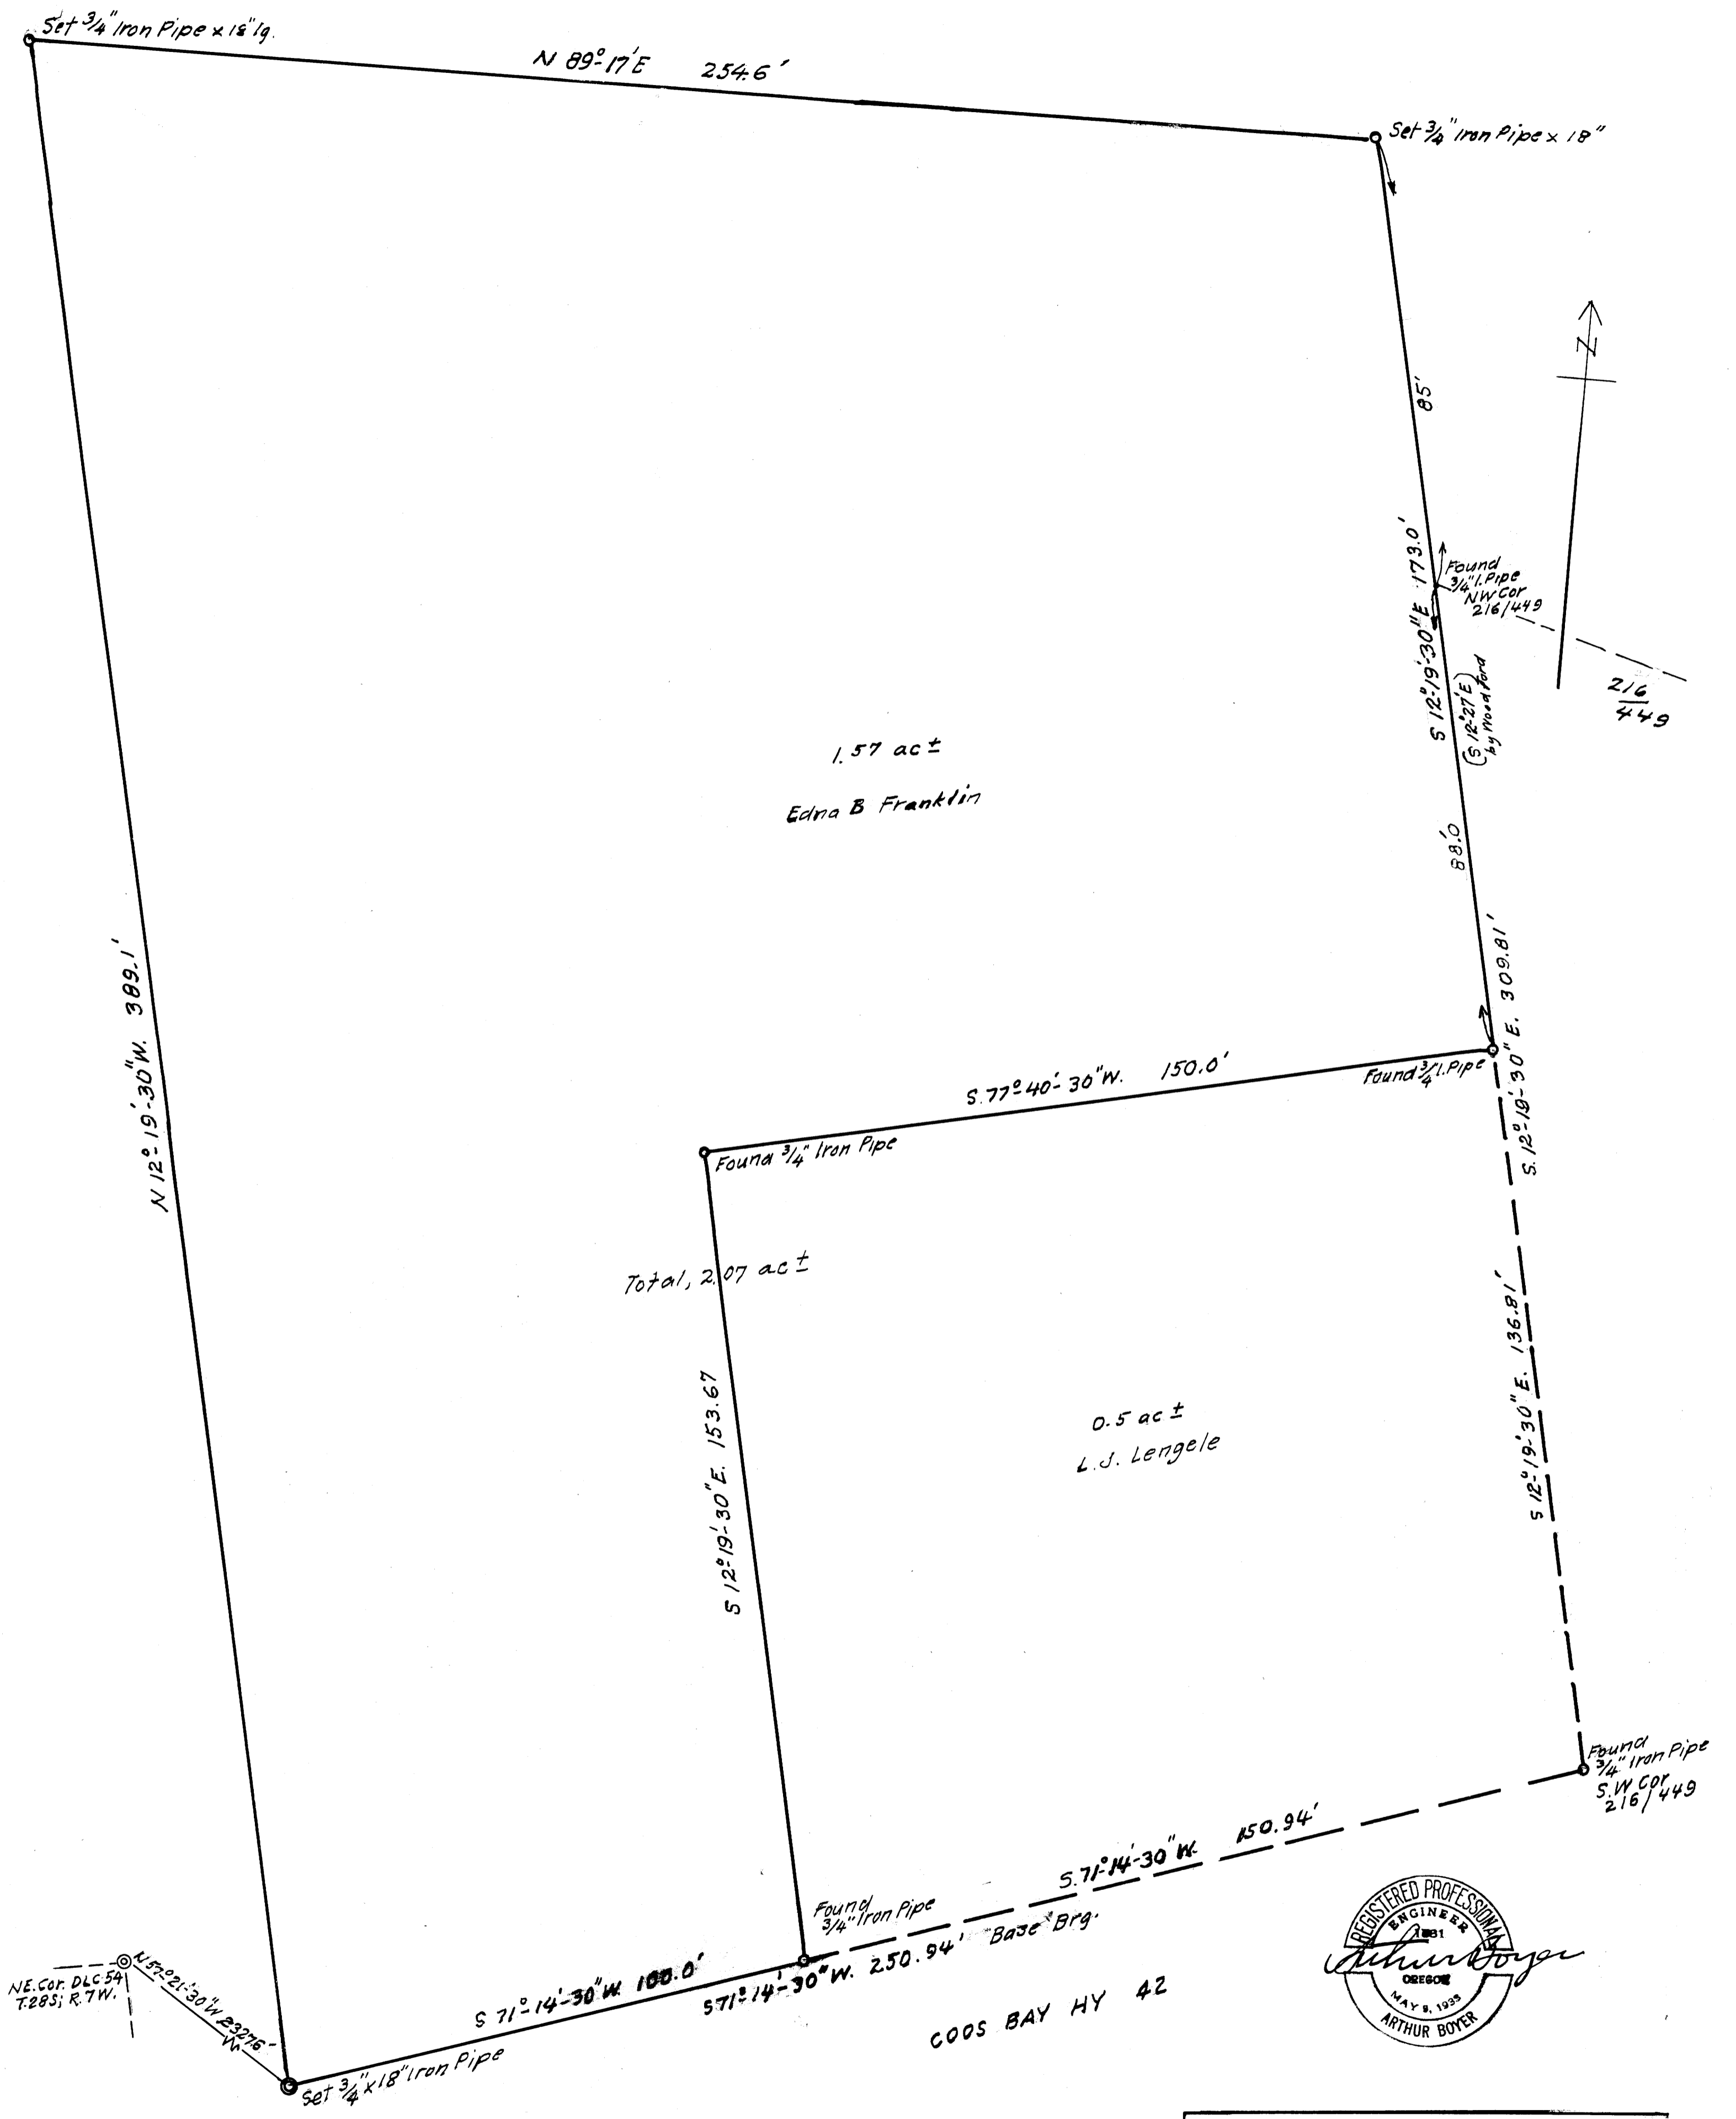 Set 3/4" Iron Pipe x 18" lg.
N 89°-17'E 254.6'
Set 3/4" Iron Pipe x 18"
N
85'
S 12°-19'-30"E 173.0'
Found
3/4" I. Pipe
NW Cor
216/449
(S 12°-27'E)
by Woodford
216
449
88.0'
1.57 ac ±
Edna B Franklin
N 12°-19'-30"W. 389.1'
S. 12°-19'-30" E. 309.81'
S. 77°-40'-30"W. 150.0'
Found 3/4" I. Pipe
Found 3/4" Iron Pipe
Total, 2.07 ac ±
S 12°-19'-30"E. 153.67
S 12°-19'-30"E. 136.81'
0.5 ac ±
L.J. Lengele
Found
3/4" Iron Pipe
S.W Cor
216/449
S. 71°-14'-30"W. 150.94'
Found
3/4" Iron Pipe
S 71°-14'-30"W. 100.0'
S 71°-14'-30"W. 250.94' "Base" Brg.
COOS BAY HY 42
NE. Cor. DLC 54
T.28S; R.7W.
Set 3/4" x 18" Iron Pipe
REGISTERED PROFESSIONAL
ENGINEER
Arthur Boyer
OREGON
MAY 9, 1933
ARTHUR BOYER